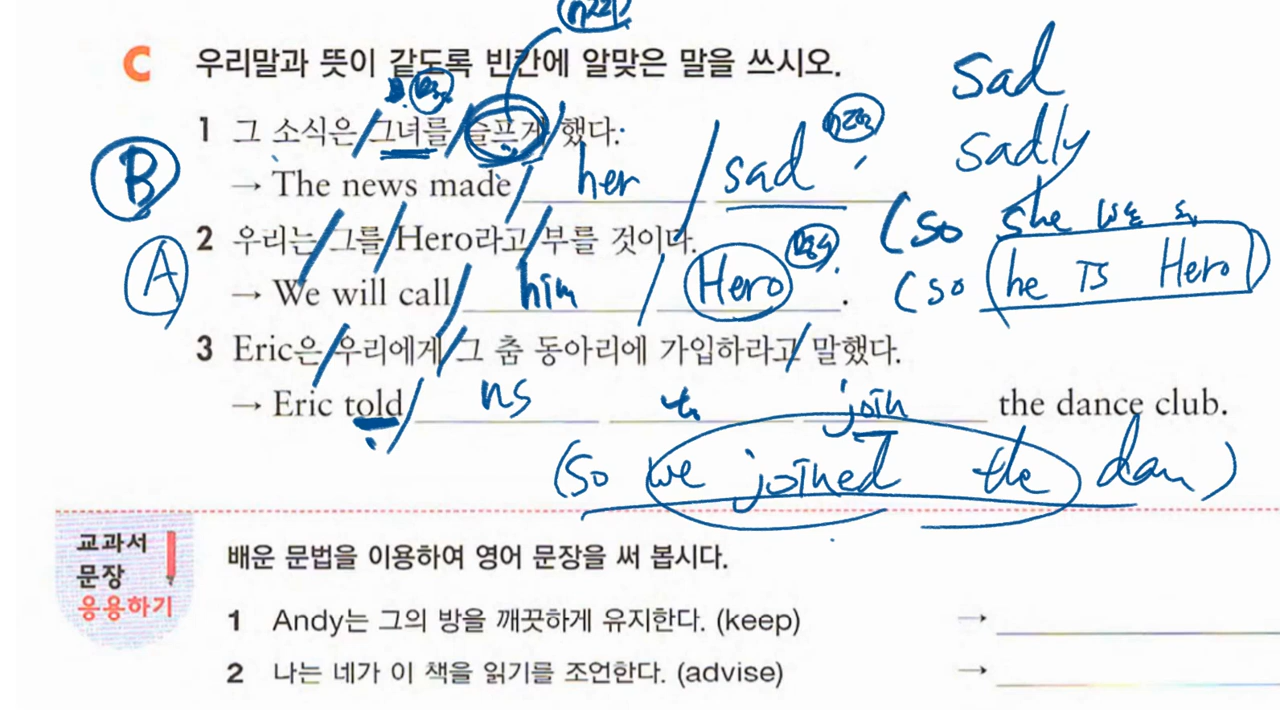 C 우리말과 뜻이 같도록 빈칸에 알맞은 말을 쓰시오.
sad
sadly
1 그 소식은 / 그녀를 / 슬프게 / 했다.
B
→ The news made / her / sad
(so she was
2 우리는 / 그를 / Hero라고 / 부를 것이다.
A
→ We will call / him / Hero .
(so he is Hero)
3 Eric은 / 우리에게 / 그 춤 동아리에 가입하라고 / 말했다.
→ Eric told / us to join the dance club.
(so we joined the dan)
교과서
문장
응용하기
배운 문법을 이용하여 영어 문장을 써 봅시다.
1 Andy는 그의 방을 깨끗하게 유지한다. (keep) →
2 나는 네가 이 책을 읽기를 조언한다. (advise) →